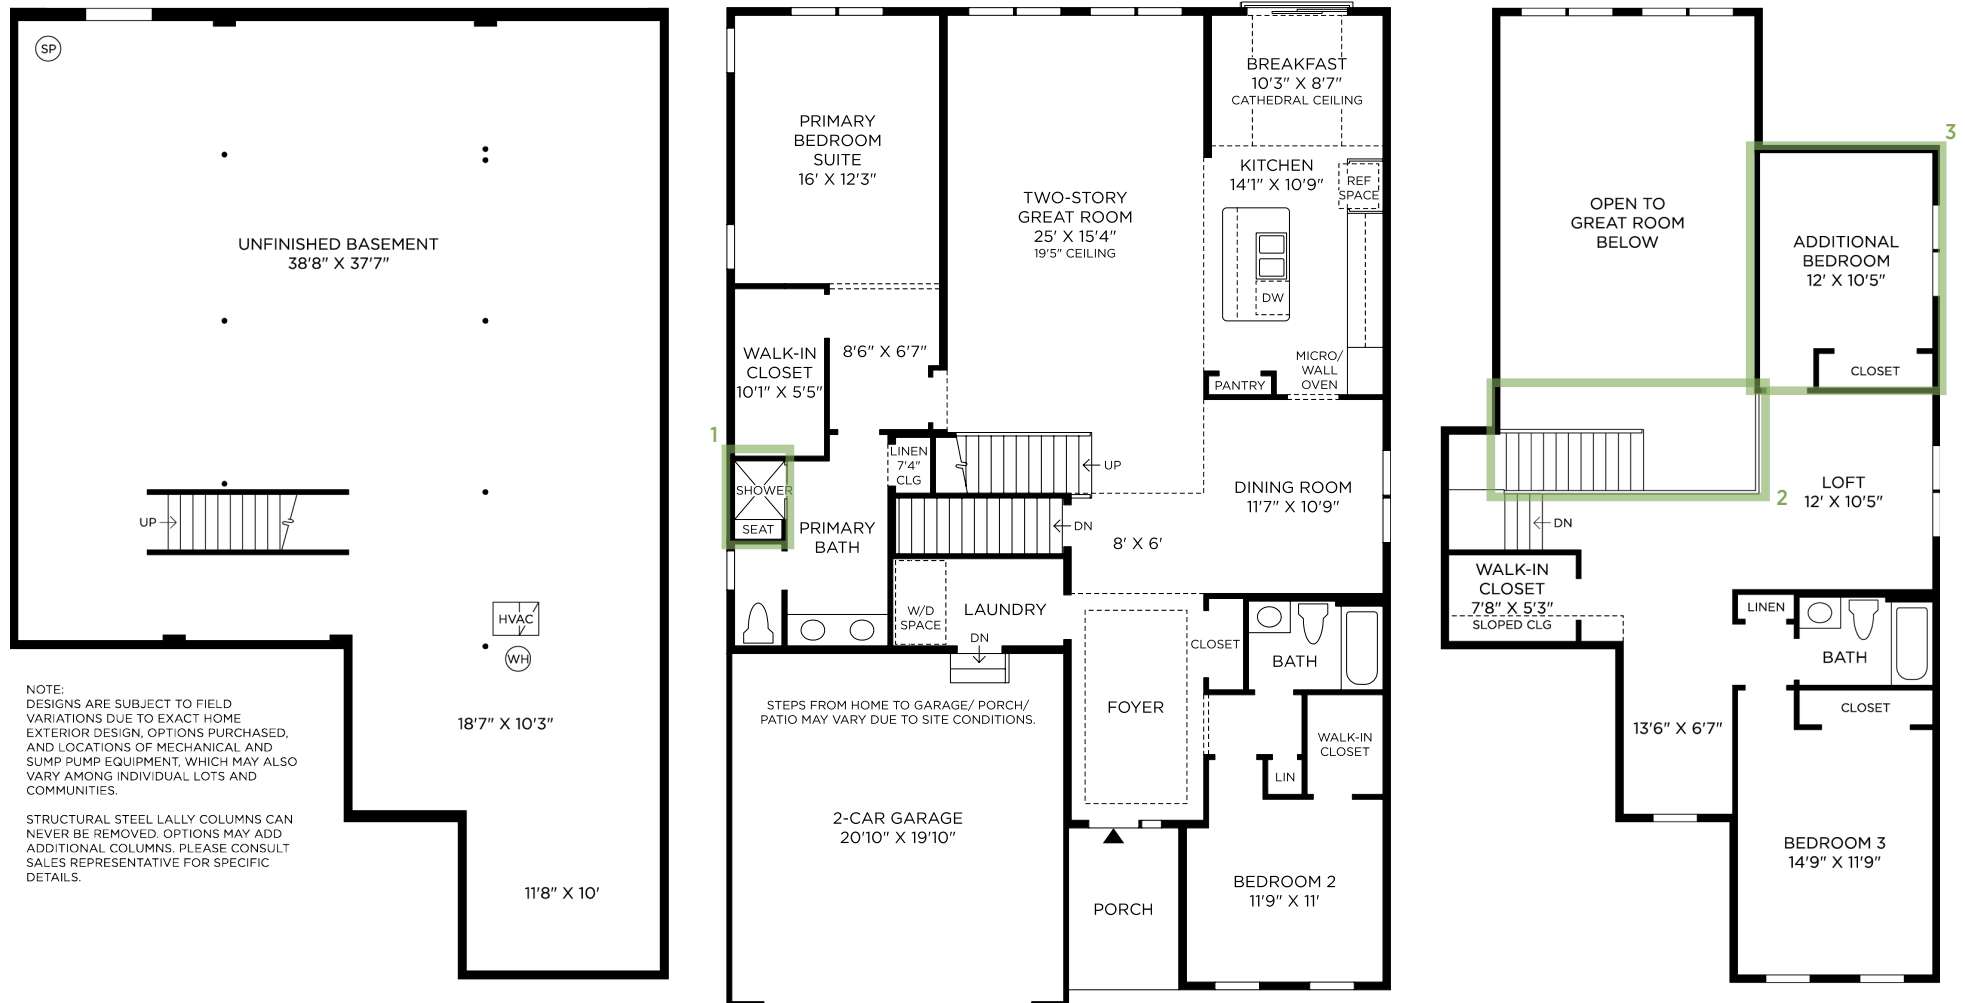 SP
UNFINISHED BASEMENT
38'8" X 37'7"
UP
HVAC
WH
18'7" X 10'3"
11'8" X 10'
NOTE:
DESIGNS ARE SUBJECT TO FIELD
VARIATIONS DUE TO EXACT HOME
EXTERIOR DESIGN, OPTIONS PURCHASED,
AND LOCATIONS OF MECHANICAL AND
SUMP PUMP EQUIPMENT, WHICH MAY ALSO
VARY AMONG INDIVIDUAL LOTS AND
COMMUNITIES.
STRUCTURAL STEEL LALLY COLUMNS CAN
NEVER BE REMOVED. OPTIONS MAY ADD
ADDITIONAL COLUMNS. PLEASE CONSULT
SALES REPRESENTATIVE FOR SPECIFIC
DETAILS.
PRIMARY
BEDROOM
SUITE
16' X 12'3"
TWO-STORY
GREAT ROOM
25' X 15'4"
19'5" CEILING
BREAKFAST
10'3" X 8'7"
CATHEDRAL CEILING
KITCHEN
14'1" X 10'9"
REF
SPACE
DW
MICRO/
WALL
OVEN
PANTRY
WALK-IN
CLOSET
10'1" X 5'5"
8'6" X 6'7"
1
SHOWER
SEAT
LINEN
7'4"
CLG
UP
DN
PRIMARY
BATH
DINING ROOM
11'7" X 10'9"
8' X 6'
W/D
SPACE
LAUNDRY
DN
CLOSET
BATH
STEPS FROM HOME TO GARAGE/ PORCH/
PATIO MAY VARY DUE TO SITE CONDITIONS.
FOYER
WALK-IN
CLOSET
LIN
2-CAR GARAGE
20'10" X 19'10"
PORCH
BEDROOM 2
11'9" X 11'
OPEN TO
GREAT ROOM
BELOW
3
ADDITIONAL
BEDROOM
12' X 10'5"
CLOSET
2
LOFT
12' X 10'5"
DN
WALK-IN
CLOSET
7'8" X 5'3"
SLOPED CLG
LINEN
BATH
CLOSET
13'6" X 6'7"
BEDROOM 3
14'9" X 11'9"